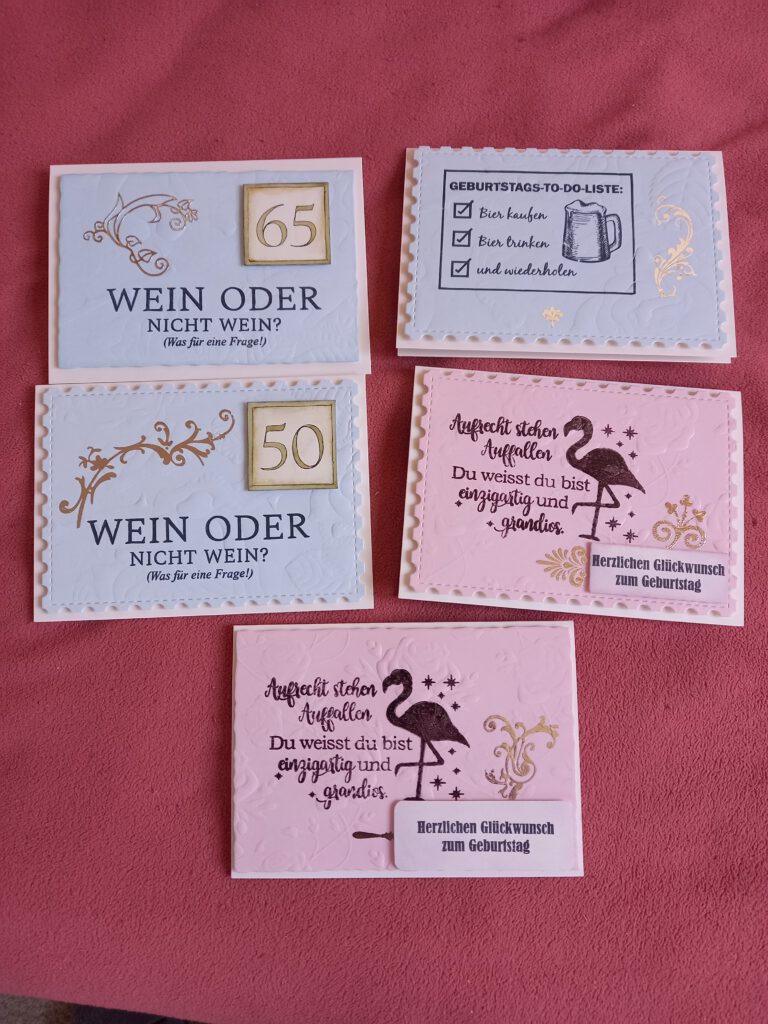 65
WEIN ODER
NICHT WEIN?
(Was für eine Frage!)
GEBURTSTAGS-TO-DO-LISTE:
Bier kaufen
Bier trinken
und wiederholen
50
WEIN ODER
NICHT WEIN?
(Was für eine Frage!)
Aufrecht stehen
Auffallen
Du weisst du bist
einzigartig und
grandios.
Herzlichen Glückwunsch
zum Geburtstag
Aufrecht stehen
Auffallen
Du weisst du bist
einzigartig und
grandios.
Herzlichen Glückwunsch
zum Geburtstag